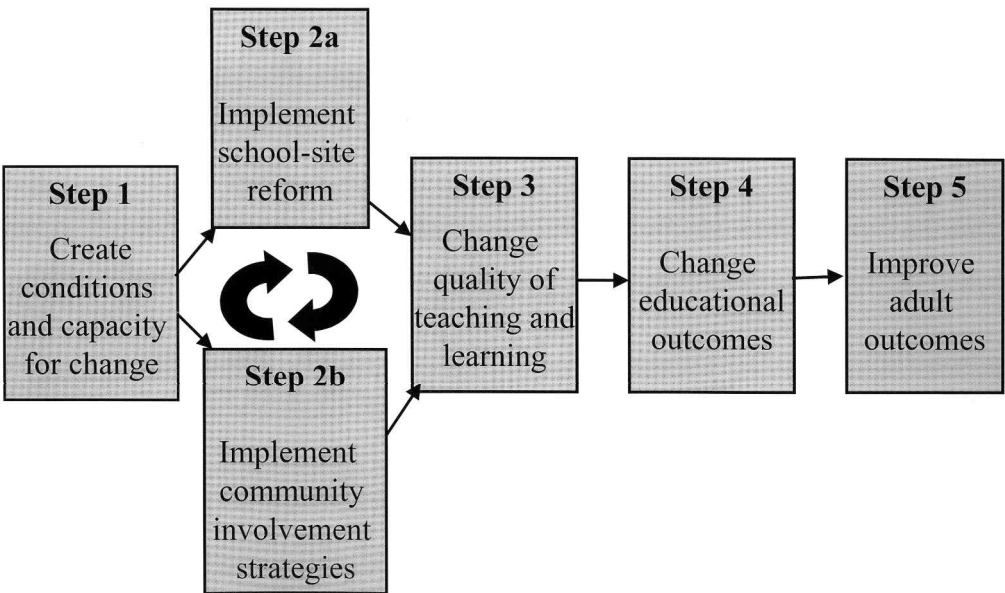 Step 1
Create
conditions
and capacity
for change
Step 2a
Implement
school-site
reform
Step 2b
Implement
community
involvement
strategies
Step 3
Change
quality of
teaching and
learning
Step 4
Change
educational
outcomes
Step 5
Improve
adult
outcomes